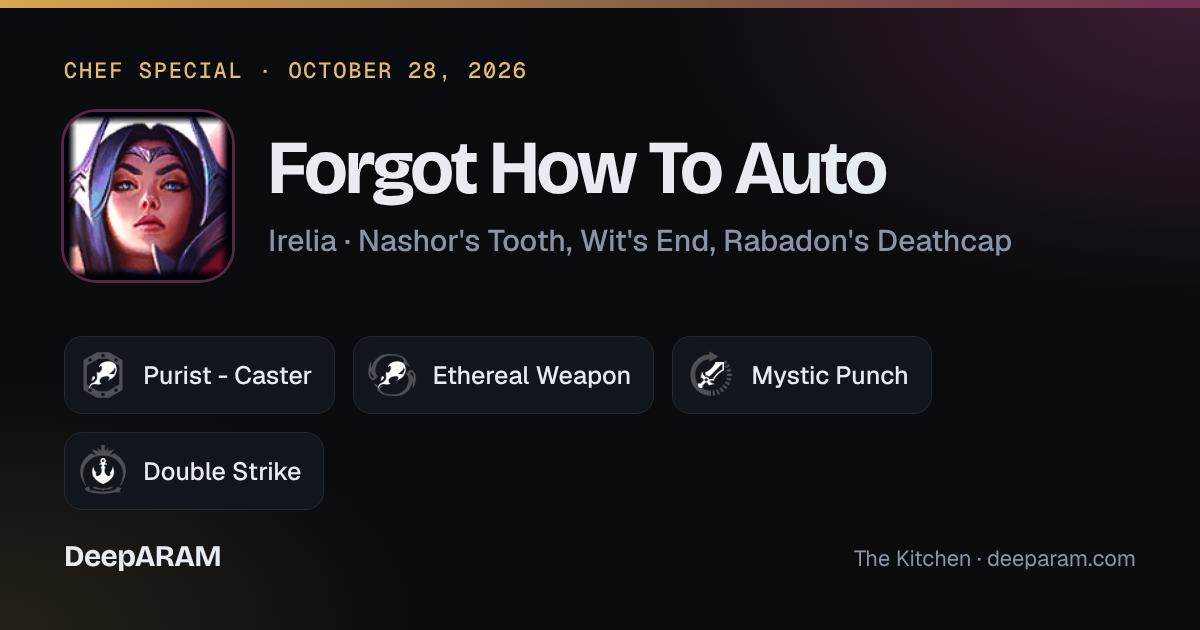 CHEF SPECIAL · OCTOBER 28, 2026
Forgot How To Auto
Irelia · Nashor's Tooth, Wit's End, Rabadon's Deathcap
Purist - Caster
Ethereal Weapon
Mystic Punch
Double Strike
DeepARAM
The Kitchen · deeparam.com